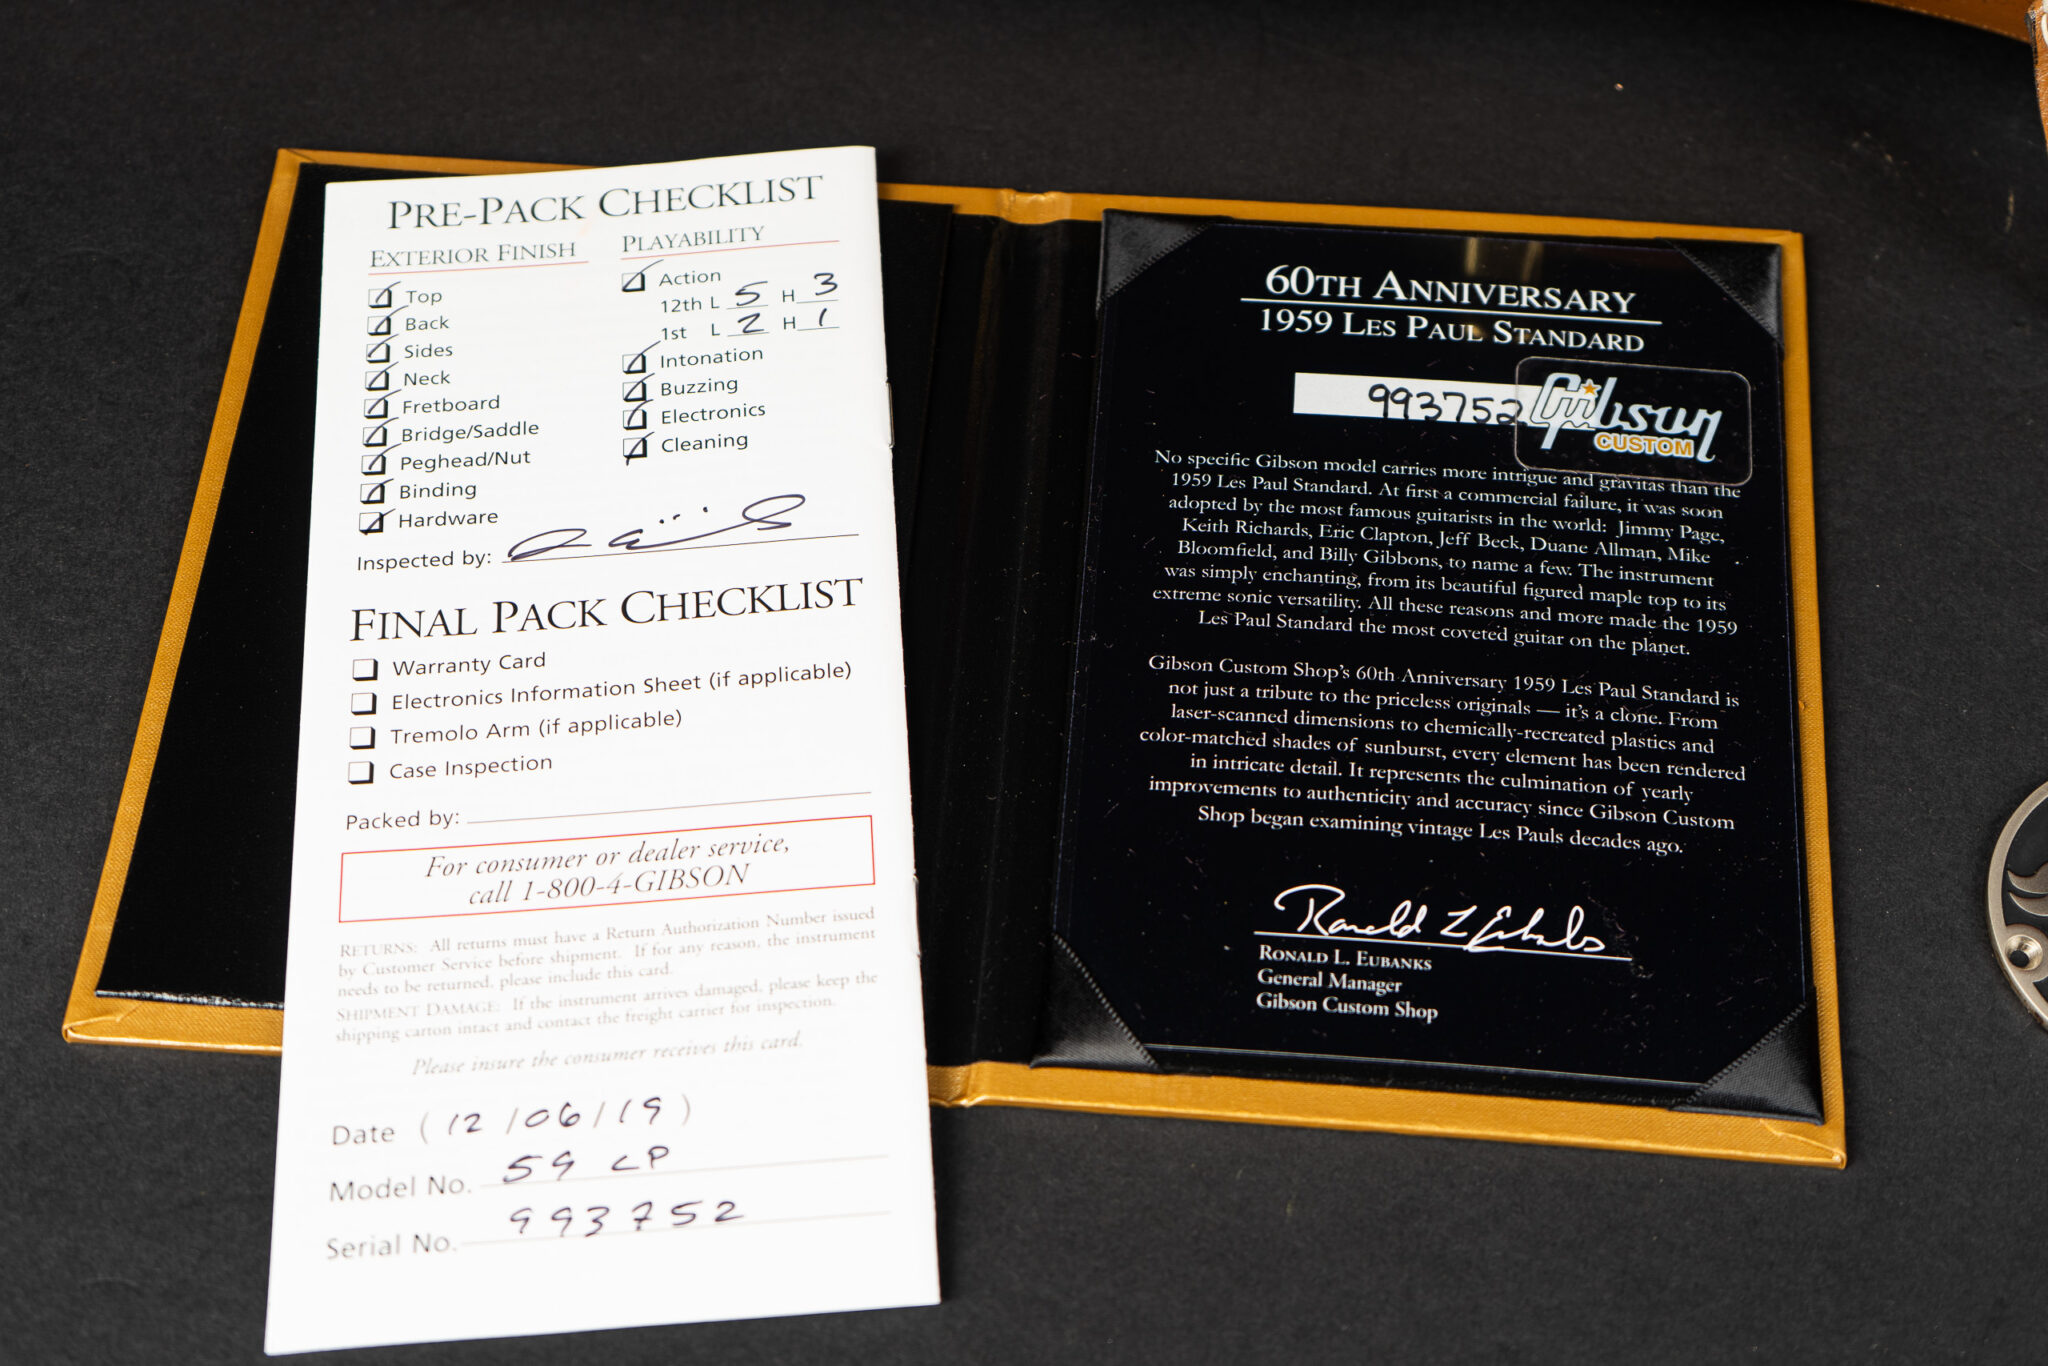 PRE-PACK CHECKLIST
EXTERIOR FINISH
Top
Back
Sides
Neck
Fretboard
Bridge/Saddle
Peghead/Nut
Binding
Hardware
PLAYABILITY
Action
12th L 5 H 3
1st L 2 H 1
Intonation
Buzzing
Electronics
Cleaning
Inspected by:
FINAL PACK CHECKLIST
Warranty Card
Electronics Information Sheet (if applicable)
Tremolo Arm (if applicable)
Case Inspection
Packed by:
For consumer or dealer service,
call 1-800-4-GIBSON
RETURNS: All returns must have a Return Authorization Number issued
by Customer Service before shipment. If for any reason, the instrument
needs to be returned, please include this card.
SHIPMENT DAMAGE: If the instrument arrives damaged, please keep the
shipping carton intact and contact the freight carrier for inspection.
Please insure the consumer receives this card.
Date (12/06/19)
Model No. 59 LP
Serial No. 993752
60TH ANNIVERSARY
1959 LES PAUL STANDARD
993752
Gibson
CUSTOM
No specific Gibson model carries more intrigue and gravitas than the
1959 Les Paul Standard. At first a commercial failure, it was soon
adopted by the most famous guitarists in the world: Jimmy Page,
Keith Richards, Eric Clapton, Jeff Beck, Duane Allman, Mike
Bloomfield, and Billy Gibbons, to name a few. The instrument
was simply enchanting, from its beautiful figured maple top to its
extreme sonic versatility. All these reasons and more made the 1959
Les Paul Standard the most coveted guitar on the planet.
Gibson Custom Shop's 60th Anniversary 1959 Les Paul Standard is
not just a tribute to the priceless originals — it's a clone. From
laser-scanned dimensions to chemically-recreated plastics and
color-matched shades of sunburst, every element has been rendered
in intricate detail. It represents the culmination of yearly
improvements to authenticity and accuracy since Gibson Custom
Shop began examining vintage Les Pauls decades ago.
Ronald L Eubanks
RONALD L. EUBANKS
General Manager
Gibson Custom Shop